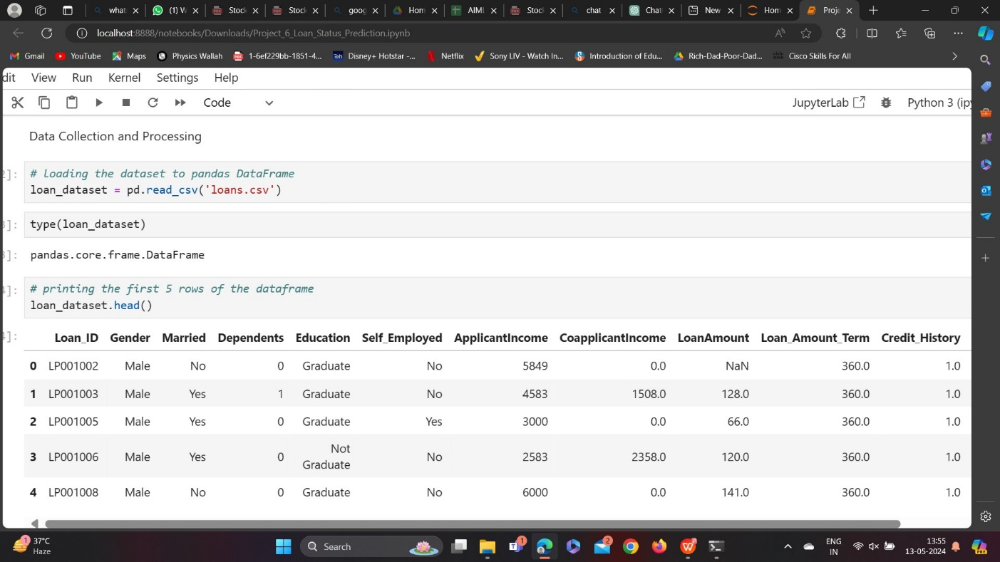 what
(1) W
Stock
Stock
goog
Hom
AIML
Stock
chat
Chat
New
Hom
Proje
localhost:8888/notebooks/Downloads/Project_6_Loan_Status_Prediction.ipynb
Gmail YouTube Maps Physics Wallah 1-6ef229bb-1851-4... Disney+ Hotstar -... Netflix Sony LIV - Watch In... Introduction of Edu... Rich-Dad-Poor-Dad... Cisco Skills For All
dit View Run Kernel Settings Help
Code JupyterLab Python 3 (ipy
Data Collection and Processing
2]: # loading the dataset to pandas DataFrame
loan_dataset = pd.read_csv('loans.csv')
3]: type(loan_dataset)
3]: pandas.core.frame.DataFrame
4]: # printing the first 5 rows of the dataframe
loan_dataset.head()
4]: Loan_ID Gender Married Dependents Education Self_Employed ApplicantIncome CoapplicantIncome LoanAmount Loan_Amount_Term Credit_History
0 LP001002 Male No 0 Graduate No 5849 0.0 NaN 360.0 1.0
1 LP001003 Male Yes 1 Graduate No 4583 1508.0 128.0 360.0 1.0
2 LP001005 Male Yes 0 Graduate Yes 3000 0.0 66.0 360.0 1.0
3 LP001006 Male Yes 0 Not Graduate No 2583 2358.0 120.0 360.0 1.0
4 LP001008 Male No 0 Graduate No 6000 0.0 141.0 360.0 1.0
1 37°C
Haze
Search
1
2
ENG
IN
13:55
13-05-2024
PRE